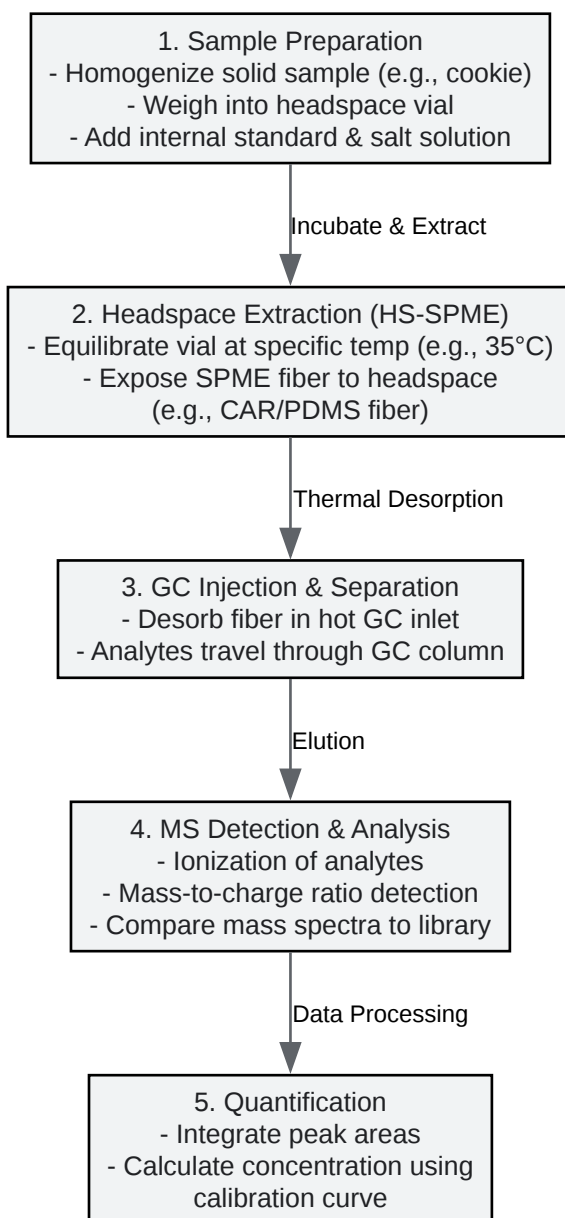 1. Sample Preparation
- Homogenize solid sample (e.g., cookie)
- Weigh into headspace vial
- Add internal standard & salt solution
Incubate & Extract
2. Headspace Extraction (HS-SPME)
- Equilibrate vial at specific temp (e.g., 35°C)
- Expose SPME fiber to headspace
(e.g., CAR/PDMS fiber)
Thermal Desorption
3. GC Injection & Separation
- Desorb fiber in hot GC inlet
- Analytes travel through GC column
Elution
4. MS Detection & Analysis
- Ionization of analytes
- Mass-to-charge ratio detection
- Compare mass spectra to library
Data Processing
5. Quantification
- Integrate peak areas
- Calculate concentration using
calibration curve